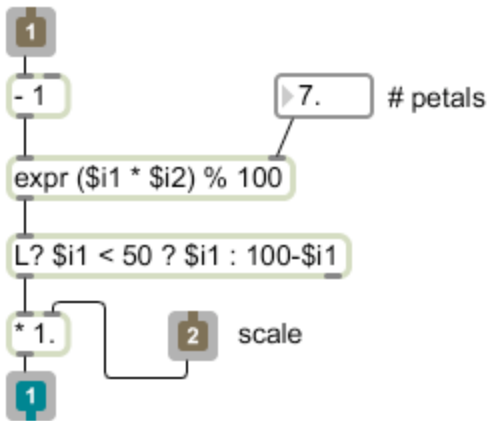 1
- 1
7.
# petals
expr ($i1 * $i2) % 100
L? $i1 < 50 ? $i1 : 100-$i1
* 1.
2
scale
1